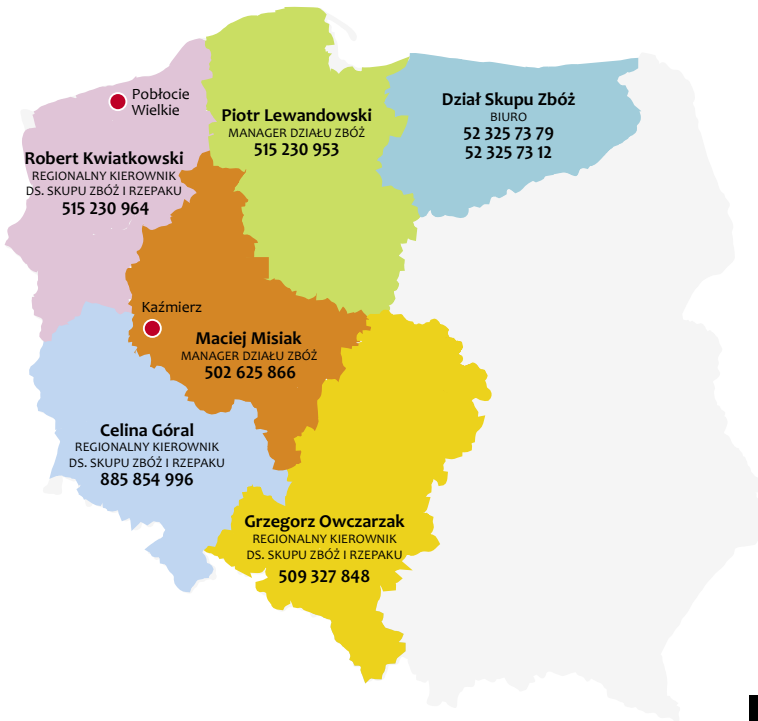 Pobłocie
Wielkie
Robert Kwiatkowski
REGIONALNY KIEROWNIK
DS. SKUPU ZBÓŻ I RZEPAKU
515 230 964
Piotr Lewandowski
MANAGER DZIAŁU ZBÓŻ
515 230 953
Dział Skupu Zbóż
BIURO
52 325 73 79
52 325 73 12
Kaźmierz
Maciej Misiak
MANAGER DZIAŁU ZBÓŻ
502 625 866
Celina Góral
REGIONALNY KIEROWNIK
DS. SKUPU ZBÓŻ I RZEPAKU
885 854 996
Grzegorz Owczarzak
REGIONALNY KIEROWNIK
DS. SKUPU ZBÓŻ I RZEPAKU
509 327 848